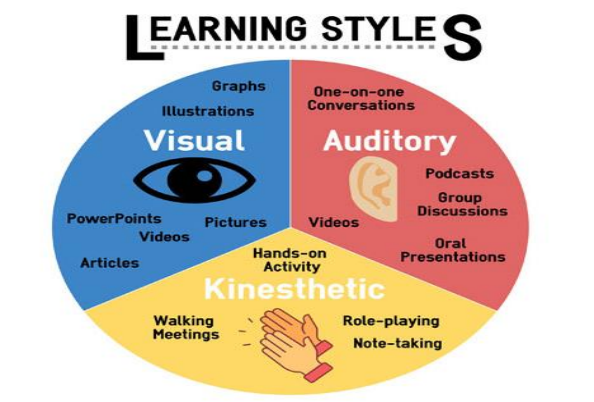 LEARNING STYLES
Graphs
Illustrations
Visual
PowerPoints
Pictures
Videos
Articles
One-on-one
Conversations
Auditory
Podcasts
Group
Discussions
Videos
Oral
Presentations
Hands-on
Activity
Kinesthetic
Walking
Meetings
Role-playing
Note-taking